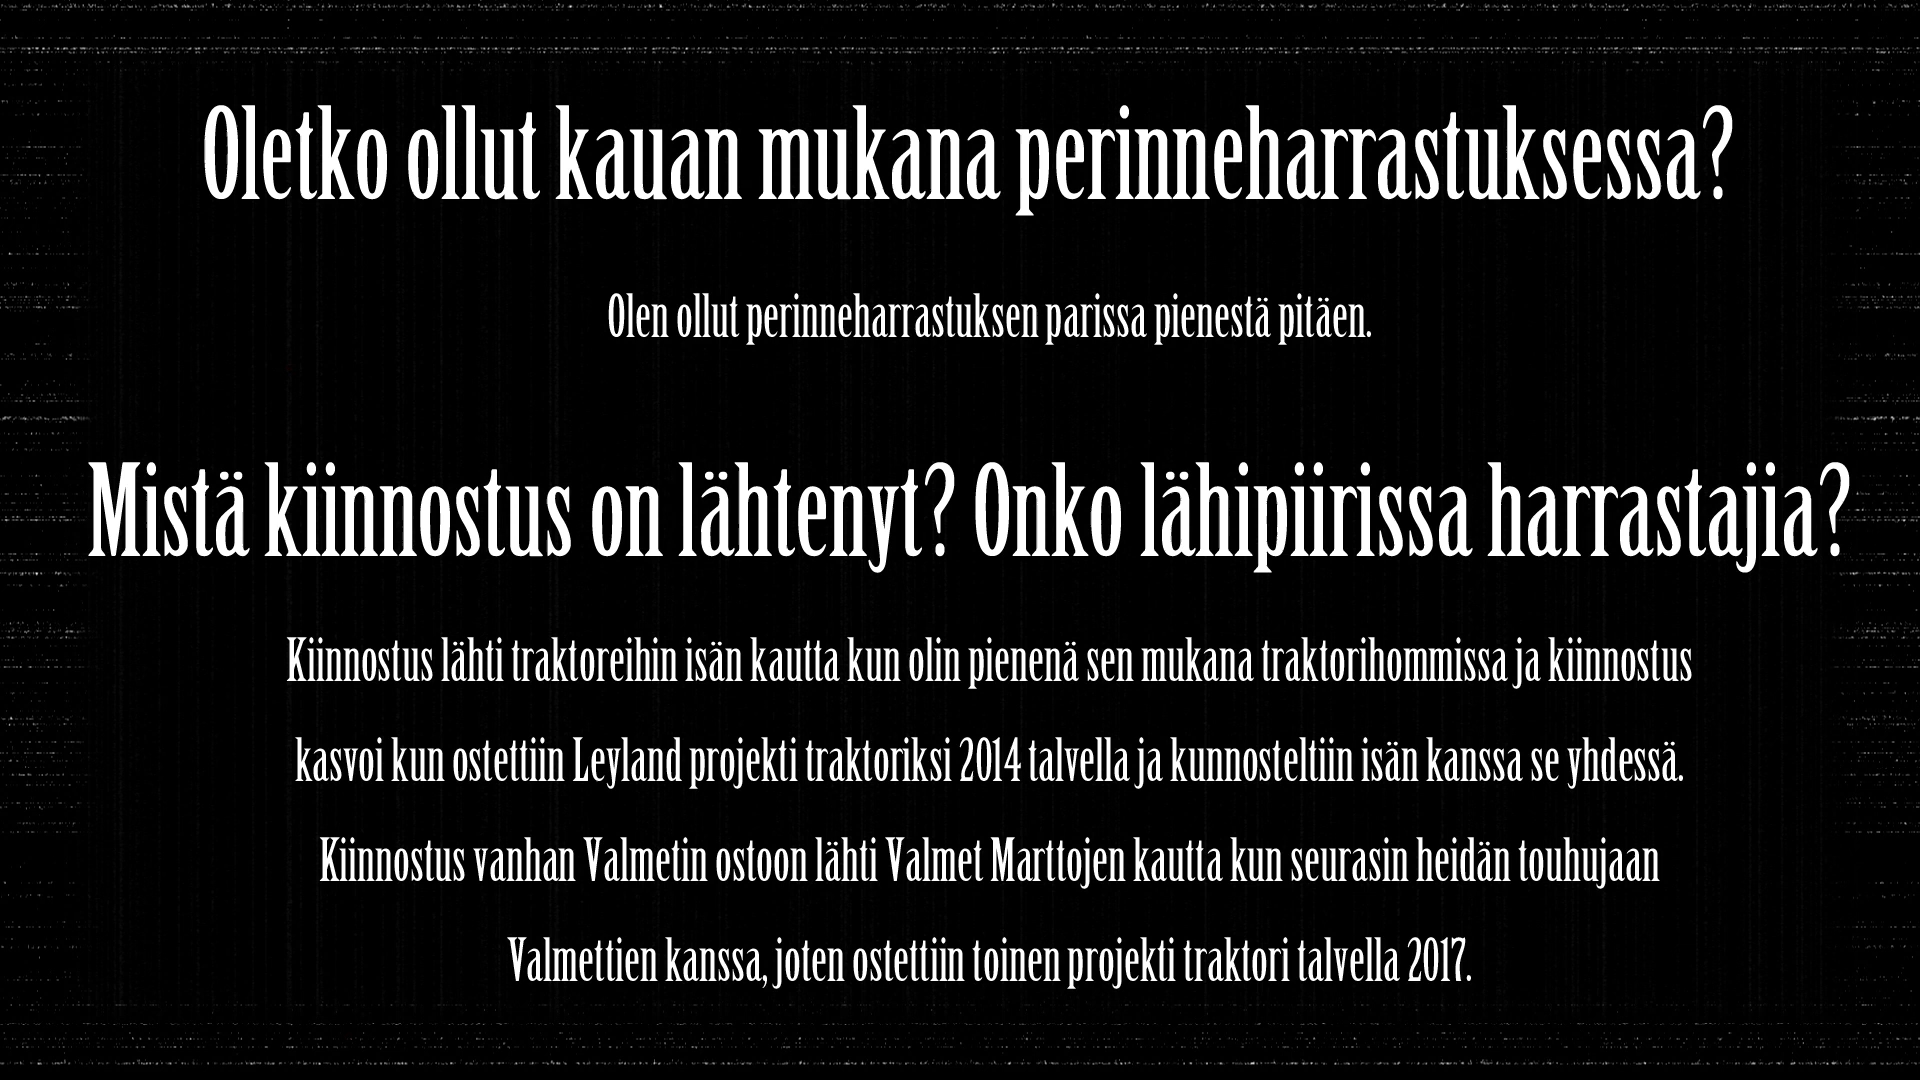 Oletko ollut kauan mukana perinneharrastuksessa?
Olen ollut perinneharrastuksen parissa pienestä pitäen.
Mistä kiinnostus on lähtenyt? Onko lähipiirissa harrastajia?
Kiinnostus lähti traktoreihin isän kautta kun olin pienenä sen mukana traktorihommissa ja kiinnostus
kasvoi kun ostettiin Leyland projekti traktoriksi 2014 talvella ja kunnosteltiin isän kanssa se yhdessä.
Kiinnostus vanhan Valmetin ostoon lähti Valmet Marttojen kautta kun seurasin heidän touhujaan
Valmettien kanssa, joten ostettiin toinen projekti traktori talvella 2017.